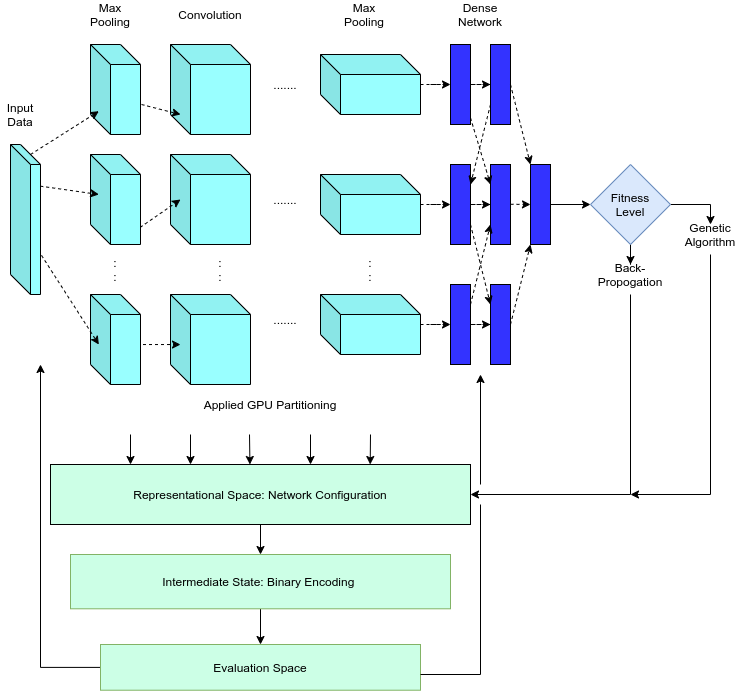 Max
Pooling
Convolution
Max
Pooling
Dense
Network
Input
Data
.......
.......
.......
Fitness
Level
Genetic
Algorithm
Back-
Propogation
Applied GPU Partitioning
Representational Space: Network Configuration
Intermediate State: Binary Encoding
Evaluation Space